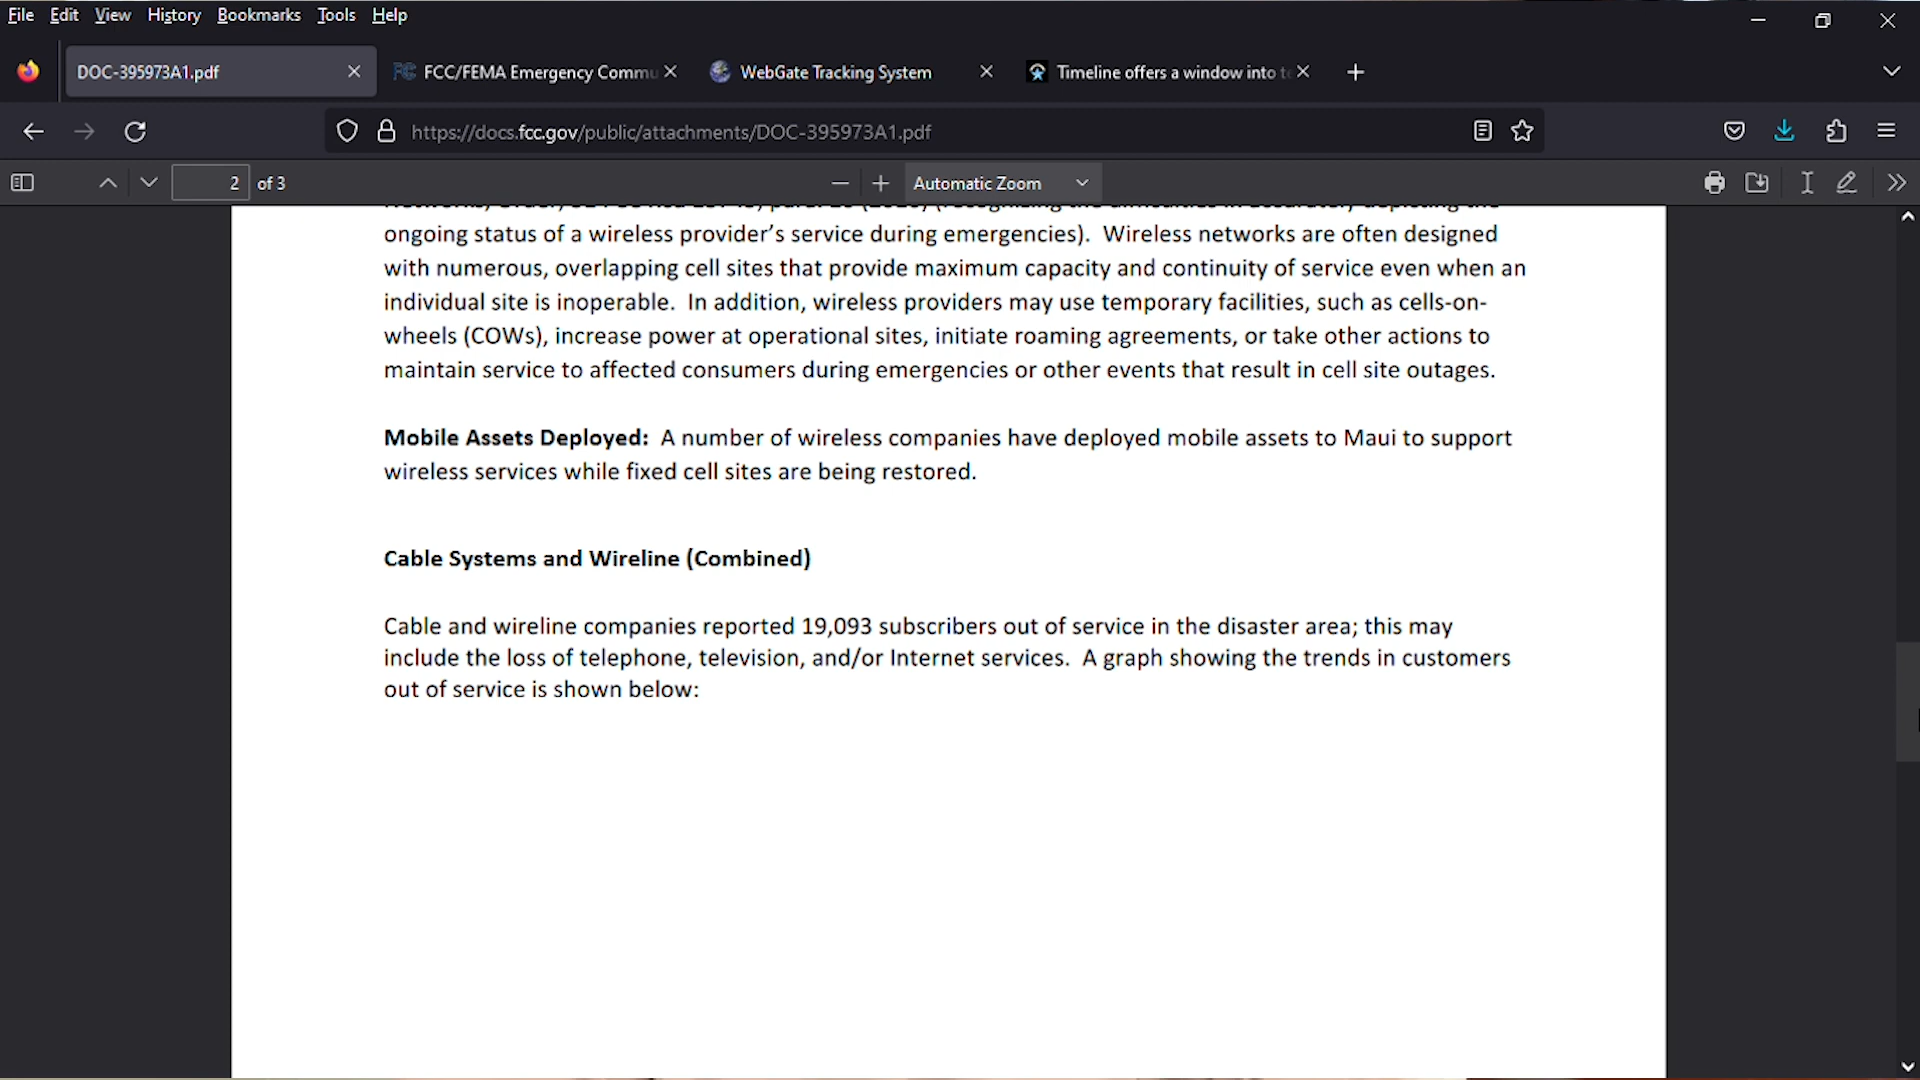 File Edit View History Bookmarks Tools Help
DOC-395973A1.pdf
FCC/FEMA Emergency Commu
WebGate Tracking System
Timeline offers a window into t
https://docs.fcc.gov/public/attachments/DOC-395973A1.pdf
2 of 3
Automatic Zoom
ongoing status of a wireless provider's service during emergencies). Wireless networks are often designed
with numerous, overlapping cell sites that provide maximum capacity and continuity of service even when an
individual site is inoperable. In addition, wireless providers may use temporary facilities, such as cells-on-
wheels (COWs), increase power at operational sites, initiate roaming agreements, or take other actions to
maintain service to affected consumers during emergencies or other events that result in cell site outages.
Mobile Assets Deployed: A number of wireless companies have deployed mobile assets to Maui to support
wireless services while fixed cell sites are being restored.
Cable Systems and Wireline (Combined)
Cable and wireline companies reported 19,093 subscribers out of service in the disaster area; this may
include the loss of telephone, television, and/or Internet services. A graph showing the trends in customers
out of service is shown below: